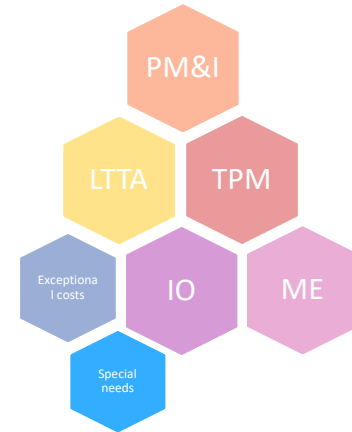 PM&I
LTTA
TPM
Exceptiona
l costs
IO
ME
Special
needs